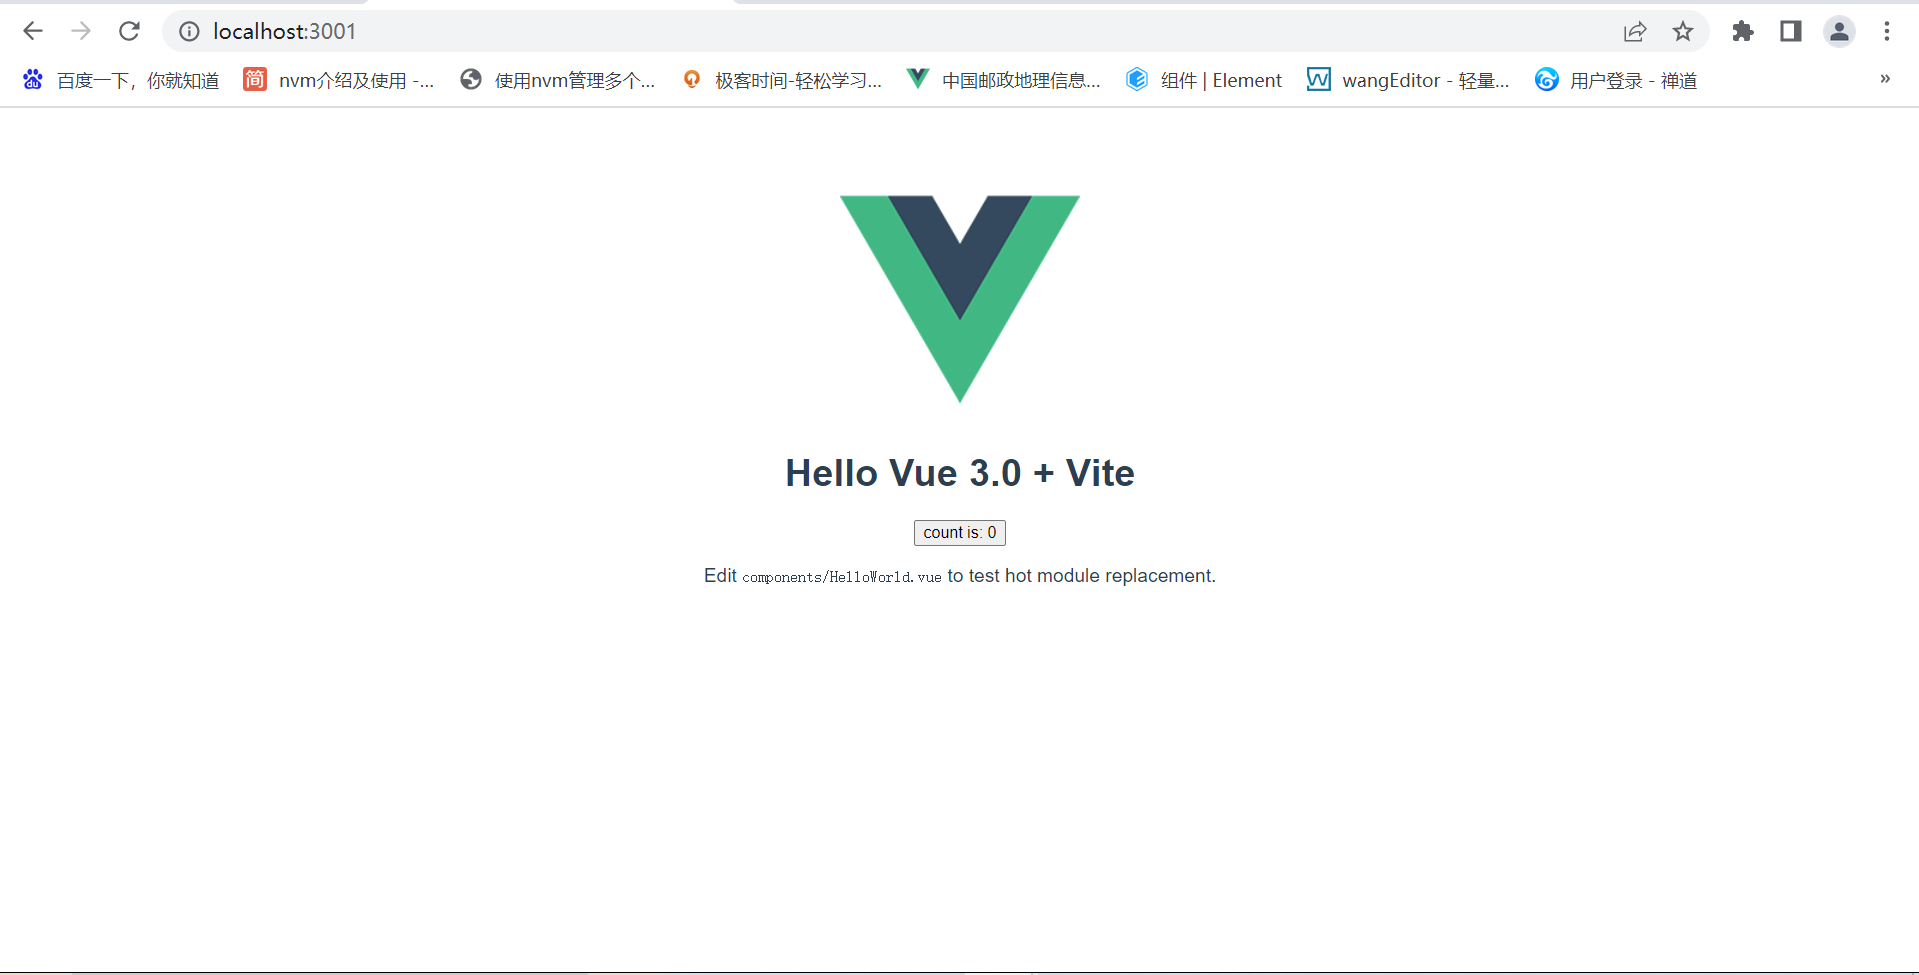 localhost:3001
百度一下，你就知道 简 nvm介绍及使用 -... 使用nvm管理多个... 极客时间-轻松学习... 中国邮政地理信息... 组件 | Element wangEditor - 轻量... 用户登录 - 禅道 »
Hello Vue 3.0 + Vite
count is: 0
Edit components/HelloWorld.vue to test hot module replacement.